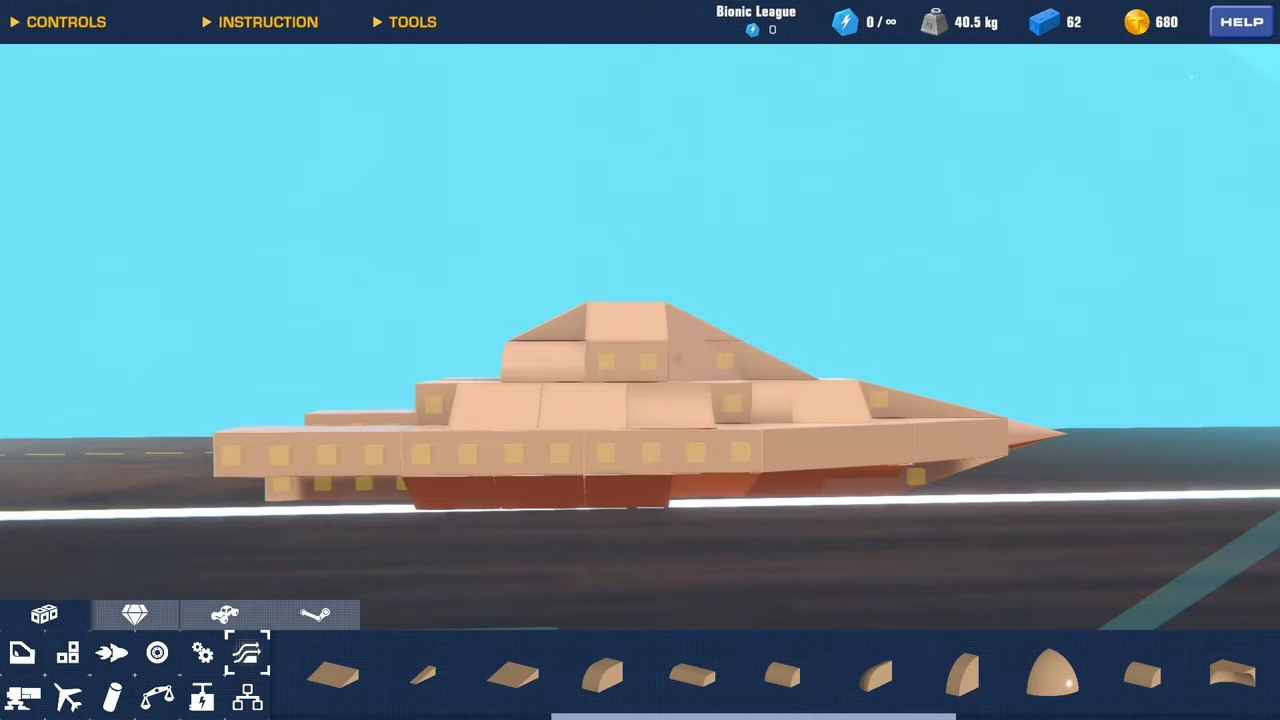 CONTROLS INSTRUCTION TOOLS Bionic League 0 / ∞ 40.5 kg 62 680 HELP
0